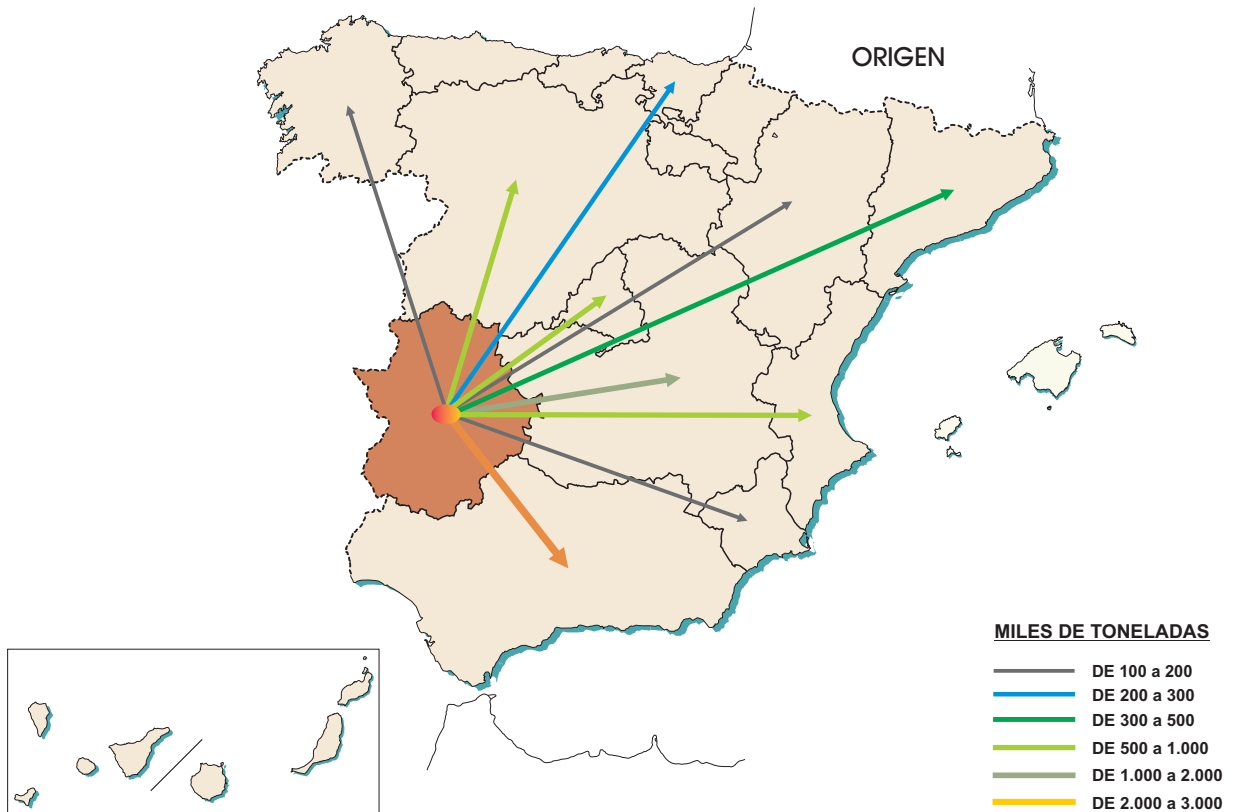 ORIGEN
MILES DE TONELADAS
DE 100 a 200
DE 200 a 300
DE 300 a 500
DE 500 a 1.000
DE 1.000 a 2.000
DE 2.000 a 3.000